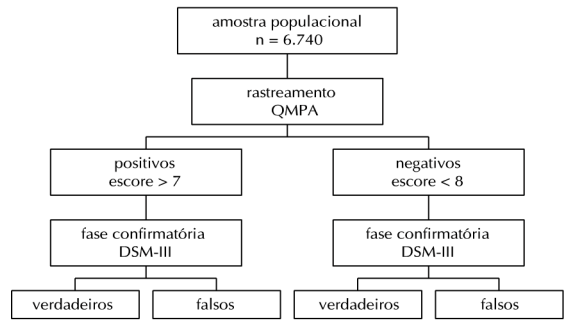 amostra populacional
n = 6.740
rastreamento
QMPA
positivos
escore > 7
negativos
escore < 8
fase confirmatória
DSM-III
fase confirmatória
DSM-III
verdadeiros
falsos
verdadeiros
falsos